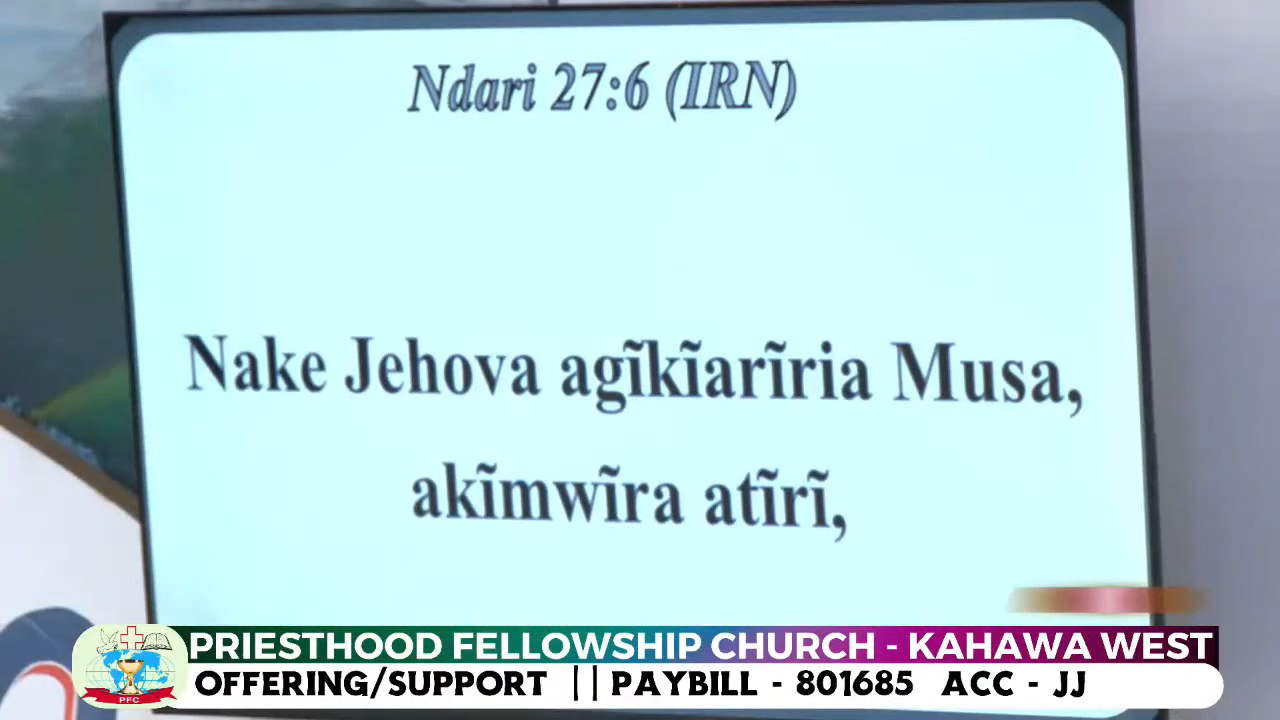 Ndari 27:6 (IRN)
Nake Jehova agĩkĩarĩria Musa,
akĩmwĩra atĩrĩ,
PRIESTHOOD FELLOWSHIP CHURCH - KAHAWA WEST
OFFERING/SUPPORT || PAYBILL - 801685 ACC - JJ
PFC